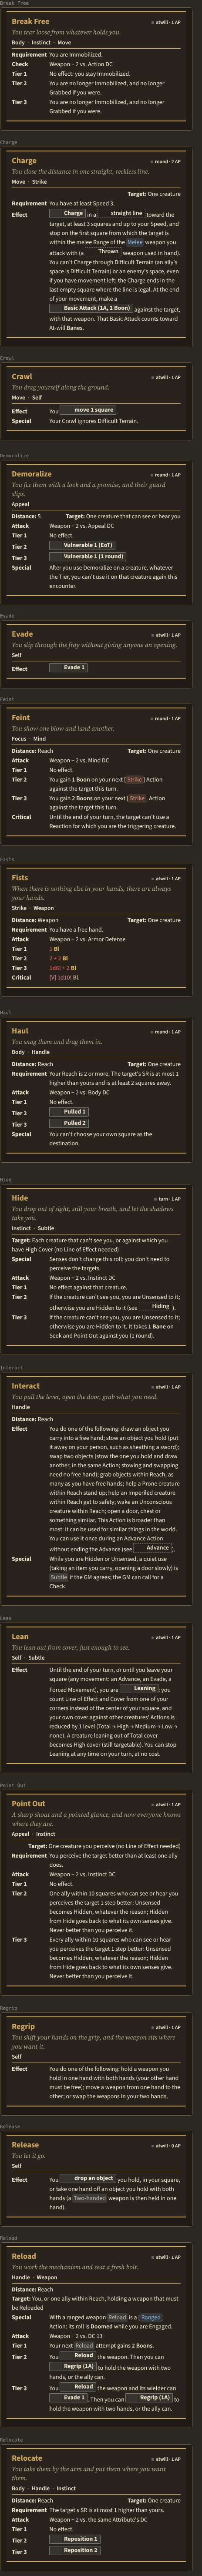 Break Free
Break Free
atwill · 1 AP
You tear loose from whatever holds you.
Body · Instinct · Move
Requirement You are Immobilized.
Check Weapon + 2 vs. Action DC
Tier 1 No effect: you stay Immobilized.
Tier 2 You are no longer Immobilized, and no longer
Grabbed if you were.
Tier 3 You are no longer Immobilized, and no longer
Grabbed if you were.
Charge
Charge
round · 2 AP
You close the distance in one straight, reckless line.
Move · Strike
Target: One creature
Requirement You have at least Speed 3.
Effect Charge in a straight line toward the
target, at least 3 squares and up to your Speed, and
stop on the first square from which the target is
within the melee Range of the Melee weapon you
attack with (a Thrown weapon used in hand).
You can't Charge through Difficult Terrain (an ally's
space is Difficult Terrain) or an enemy's space, even
if you have movement left: the Charge ends in the
last empty square where the line is legal. At the end
of your movement, make a
Basic Attack (1A, 1 Boon) against the target,
with that weapon. That Basic Attack counts toward
At-will Banes.
Crawl
Crawl
atwill · 1 AP
You drag yourself along the ground.
Move · Self
Effect You move 1 square.
Special Your Crawl ignores Difficult Terrain.
Demoralize
Demoralize
round · 1 AP
You fix them with a look and a promise, and their guard
slips.
Appeal
Distance: 5 Target: One creature that can see or hear you
Attack Weapon + 2 vs. Appeal DC
Tier 1 No effect.
Tier 2 Vulnerable 1 (EoT)
Tier 3 Vulnerable 1 (1 round)
Special After you use Demoralize on a creature, whatever
the Tier, you can't use it on that creature again this
encounter.
Evade
Evade
atwill · 1 AP
You slip through the fray without giving anyone an opening.
Self
Effect Evade 1
Feint
Feint
round · 1 AP
You show one blow and land another.
Focus · Mind
Distance: Reach Target: One creature
Attack Weapon + 2 vs. Mind DC
Tier 1 No effect.
Tier 2 You gain 1 Boon on your next [Strike] Action
against the target this turn.
Tier 3 You gain 2 Boons on your next [Strike] Action
against the target this turn.
Critical Until the end of your turn, the target can't use a
Reaction for which you are the triggering creature.
Fists
Fists
atwill · 1 AP
When there is nothing else in your hands, there are always
your hands.
Strike · Weapon
Distance: Weapon Target: One creature
Requirement You have a free hand.
Attack Weapon + 2 vs. Armor Defense
Tier 1 1 Bl
Tier 2 2 + 2 Bl
Tier 3 1d6! + 2 Bl
Critical [V] 1d10! Bl.
Haul
Haul
round · 1 AP
You snag them and drag them in.
Body · Handle
Distance: Reach Target: One creature
Requirement Your Reach is 2 or more. The target's SR is at most 1
higher than yours and is at least 2 squares away.
Attack Weapon + 2 vs. Body DC
Tier 1 No effect.
Tier 2 Pulled 1
Tier 3 Pulled 2
Special You can't choose your own square as the
destination.
Hide
Hide
turn · 1 AP
You drop out of sight, still your breath, and let the shadows
take you.
Instinct · Subtle
Target: Each creature that can't see you, or against which you
have High Cover (no Line of Effect needed)
Special Senses don't change this roll; you don't need to
perceive the targets.
Attack Weapon + 2 vs. Instinct DC
Tier 1 No effect against that creature.
Tier 2 If the creature can't see you, you are Unsensed to it;
otherwise you are Hidden to it (see Hiding).
Tier 3 If the creature can't see you, you are Unsensed to it;
otherwise you are Hidden to it. It takes 1 Bane on
Seek and Point Out against you (1 round).
Interact
Interact
atwill · 1 AP
You pull the lever, open the door, grab what you need.
Handle
Distance: Reach
Effect You do one of the following: draw an object you
carry into a free hand; stow an object you hold (put
it away on your person, such as sheathing a sword);
swap two objects (stow the one you hold and draw
another, in the same Action; stowing and swapping
need no free hand); grab objects within Reach, as
many as you have free hands; help a Prone creature
within Reach stand up; help an Imperiled creature
within Reach get to safety; wake an Unconscious
creature within Reach; open a door, chest or
something similar. This Action is broader than
most: it can be used for similar things in the world.
You can use it once during an Advance Action
without ending the Advance (see Advance).
Special While you are Hidden or Unsensed, a quiet use
(taking an item you carry, opening a door slowly) is
Subtle if the GM agrees; the GM can call for a
Check.
Lean
Lean
atwill · 1 AP
You lean out from cover, just enough to see.
Self · Subtle
Effect Until the end of your turn, or until you leave your
square (any movement: an Advance, an Evade, a
Forced Movement), you are Leaning: you
count Line of Effect and Cover from one of your
corners instead of the center of your square, and
your own cover against other creatures' Actions is
reduced by 1 level (Total → High → Medium → Low →
none). A creature leaning out of Total Cover
becomes High cover (still targetable). You can stop
Leaning at any time on your turn, at no cost.
Point Out
Point Out
atwill · 1 AP
A sharp shout and a pointed glance, and now everyone knows
where they are.
Appeal · Instinct
Target: One creature you perceive (no Line of Effect needed)
Requirement You perceive the target better than at least one ally
does.
Attack Weapon + 2 vs. Instinct DC
Tier 1 No effect.
Tier 2 One ally within 10 squares who can see or hear you
perceives the target 1 step better: Unsensed
becomes Hidden, whatever the reason; Hidden
from Hide goes back to what its own senses give.
Never better than you perceive it.
Tier 3 Every ally within 10 squares who can see or hear
you perceives the target 1 step better: Unsensed
becomes Hidden, whatever the reason; Hidden
from Hide goes back to what its own senses give.
Never better than you perceive it.
Regrip
Regrip
atwill · 1 AP
You shift your hands on the grip, and the weapon sits where
you want it.
Self
Effect You do one of the following: hold a weapon you
hold in one hand with both hands (your other hand
must be free); move a weapon from one hand to the
other; or swap the weapons in your two hands.
Release
Release
atwill · 0 AP
You let it go.
Self
Effect You drop an object you hold, in your square,
or take one hand off an object you hold with both
hands (a Two-handed weapon is then held in one
hand).
Reload
Reload
atwill · 1 AP
You work the mechanism and seat a fresh bolt.
Handle · Weapon
Distance: Reach
Target: You, or one ally within Reach, holding a weapon that must
be Reloaded
Special With a ranged weapon Reload is a [Ranged]
Action: its roll is Doomed while you are Engaged.
Attack Weapon + 2 vs. DC 13
Tier 1 Your next Reload attempt gains 2 Boons.
Tier 2 You Reload the weapon. Then you can
Regrip (1A) to hold the weapon with two
hands, or the ally can.
Tier 3 You Reload the weapon and its wielder can
Evade 1. Then you can Regrip (1A) to
hold the weapon with two hands, or the ally can.
Relocate
Relocate
atwill · 1 AP
You take them by the arm and put them where you want
them.
Body · Handle · Instinct
Distance: Reach Target: One creature
Requirement The target's SR is at most 1 higher than yours.
Attack Weapon + 2 vs. the same Attribute's DC
Tier 1 No effect.
Tier 2 Reposition 1
Tier 3 Reposition 2